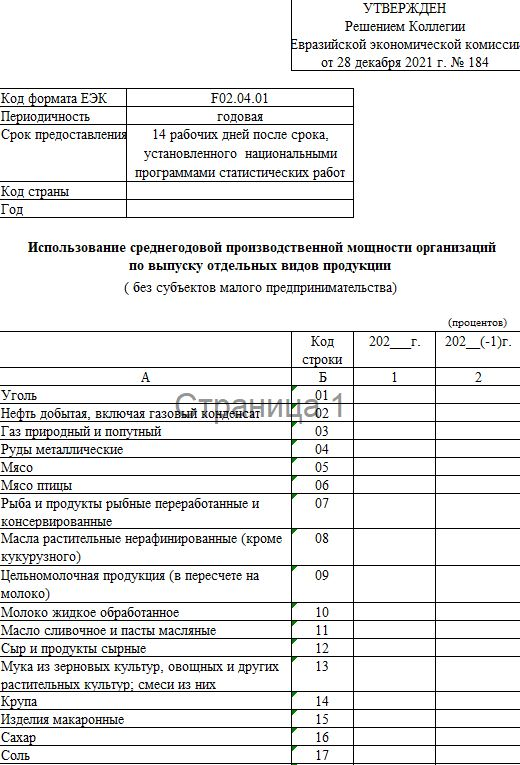 УТВЕРЖДЕН
Решением Коллегии
Евразийской экономической комиссии
от 28 декабря 2021 г. № 184
Код формата ЕЭК F02.04.01
Периодичность годовая
Срок предоставления 14 рабочих дней после срока,
установленного национальными
программами статистических работ
Код страны
Год
Использование среднегодовой производственной мощности организаций
по выпуску отдельных видов продукции
( без субъектов малого предпринимательства)
(процентов)
Код 202___г. 202__(-1)г.
строки
А Б 1 2
Уголь 01
Страница 1
Нефть добытая, включая газовый конденсат 02
Газ природный и попутный 03
Руды металлические 04
Мясо 05
Мясо птицы 06
Рыба и продукты рыбные переработанные и 07
консервированные
Масла растительные нерафинированные (кроме 08
кукурузного)
Цельномолочная продукция (в пересчете на 09
молоко)
Молоко жидкое обработанное 10
Масло сливочное и пасты масляные 11
Сыр и продукты сырные 12
Мука из зерновых культур, овощных и других 13
растительных культур; смеси из них
Крупа 14
Изделия макаронные 15
Сахар 16
Соль 17